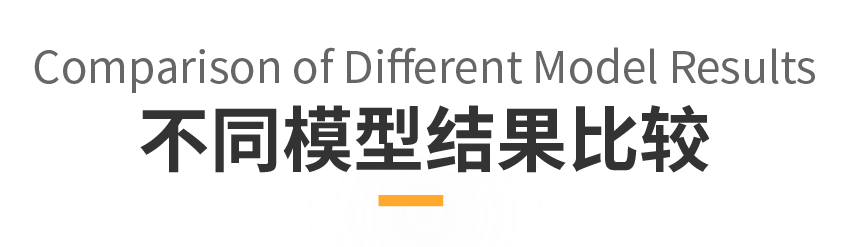 Comparison of Different Model Results
不同模型结果比较